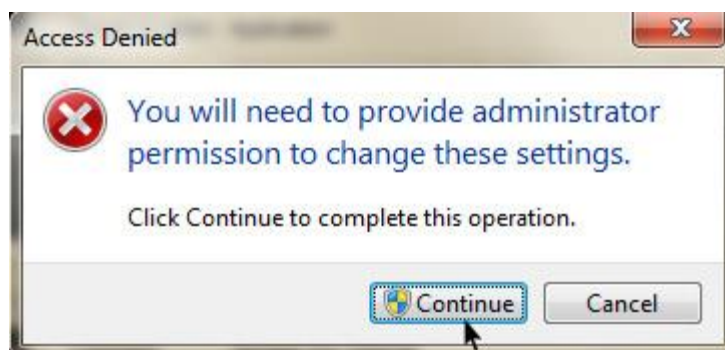 Access Denied
You will need to provide administrator
permission to change these settings.
Click Continue to complete this operation.
Continue
Cancel